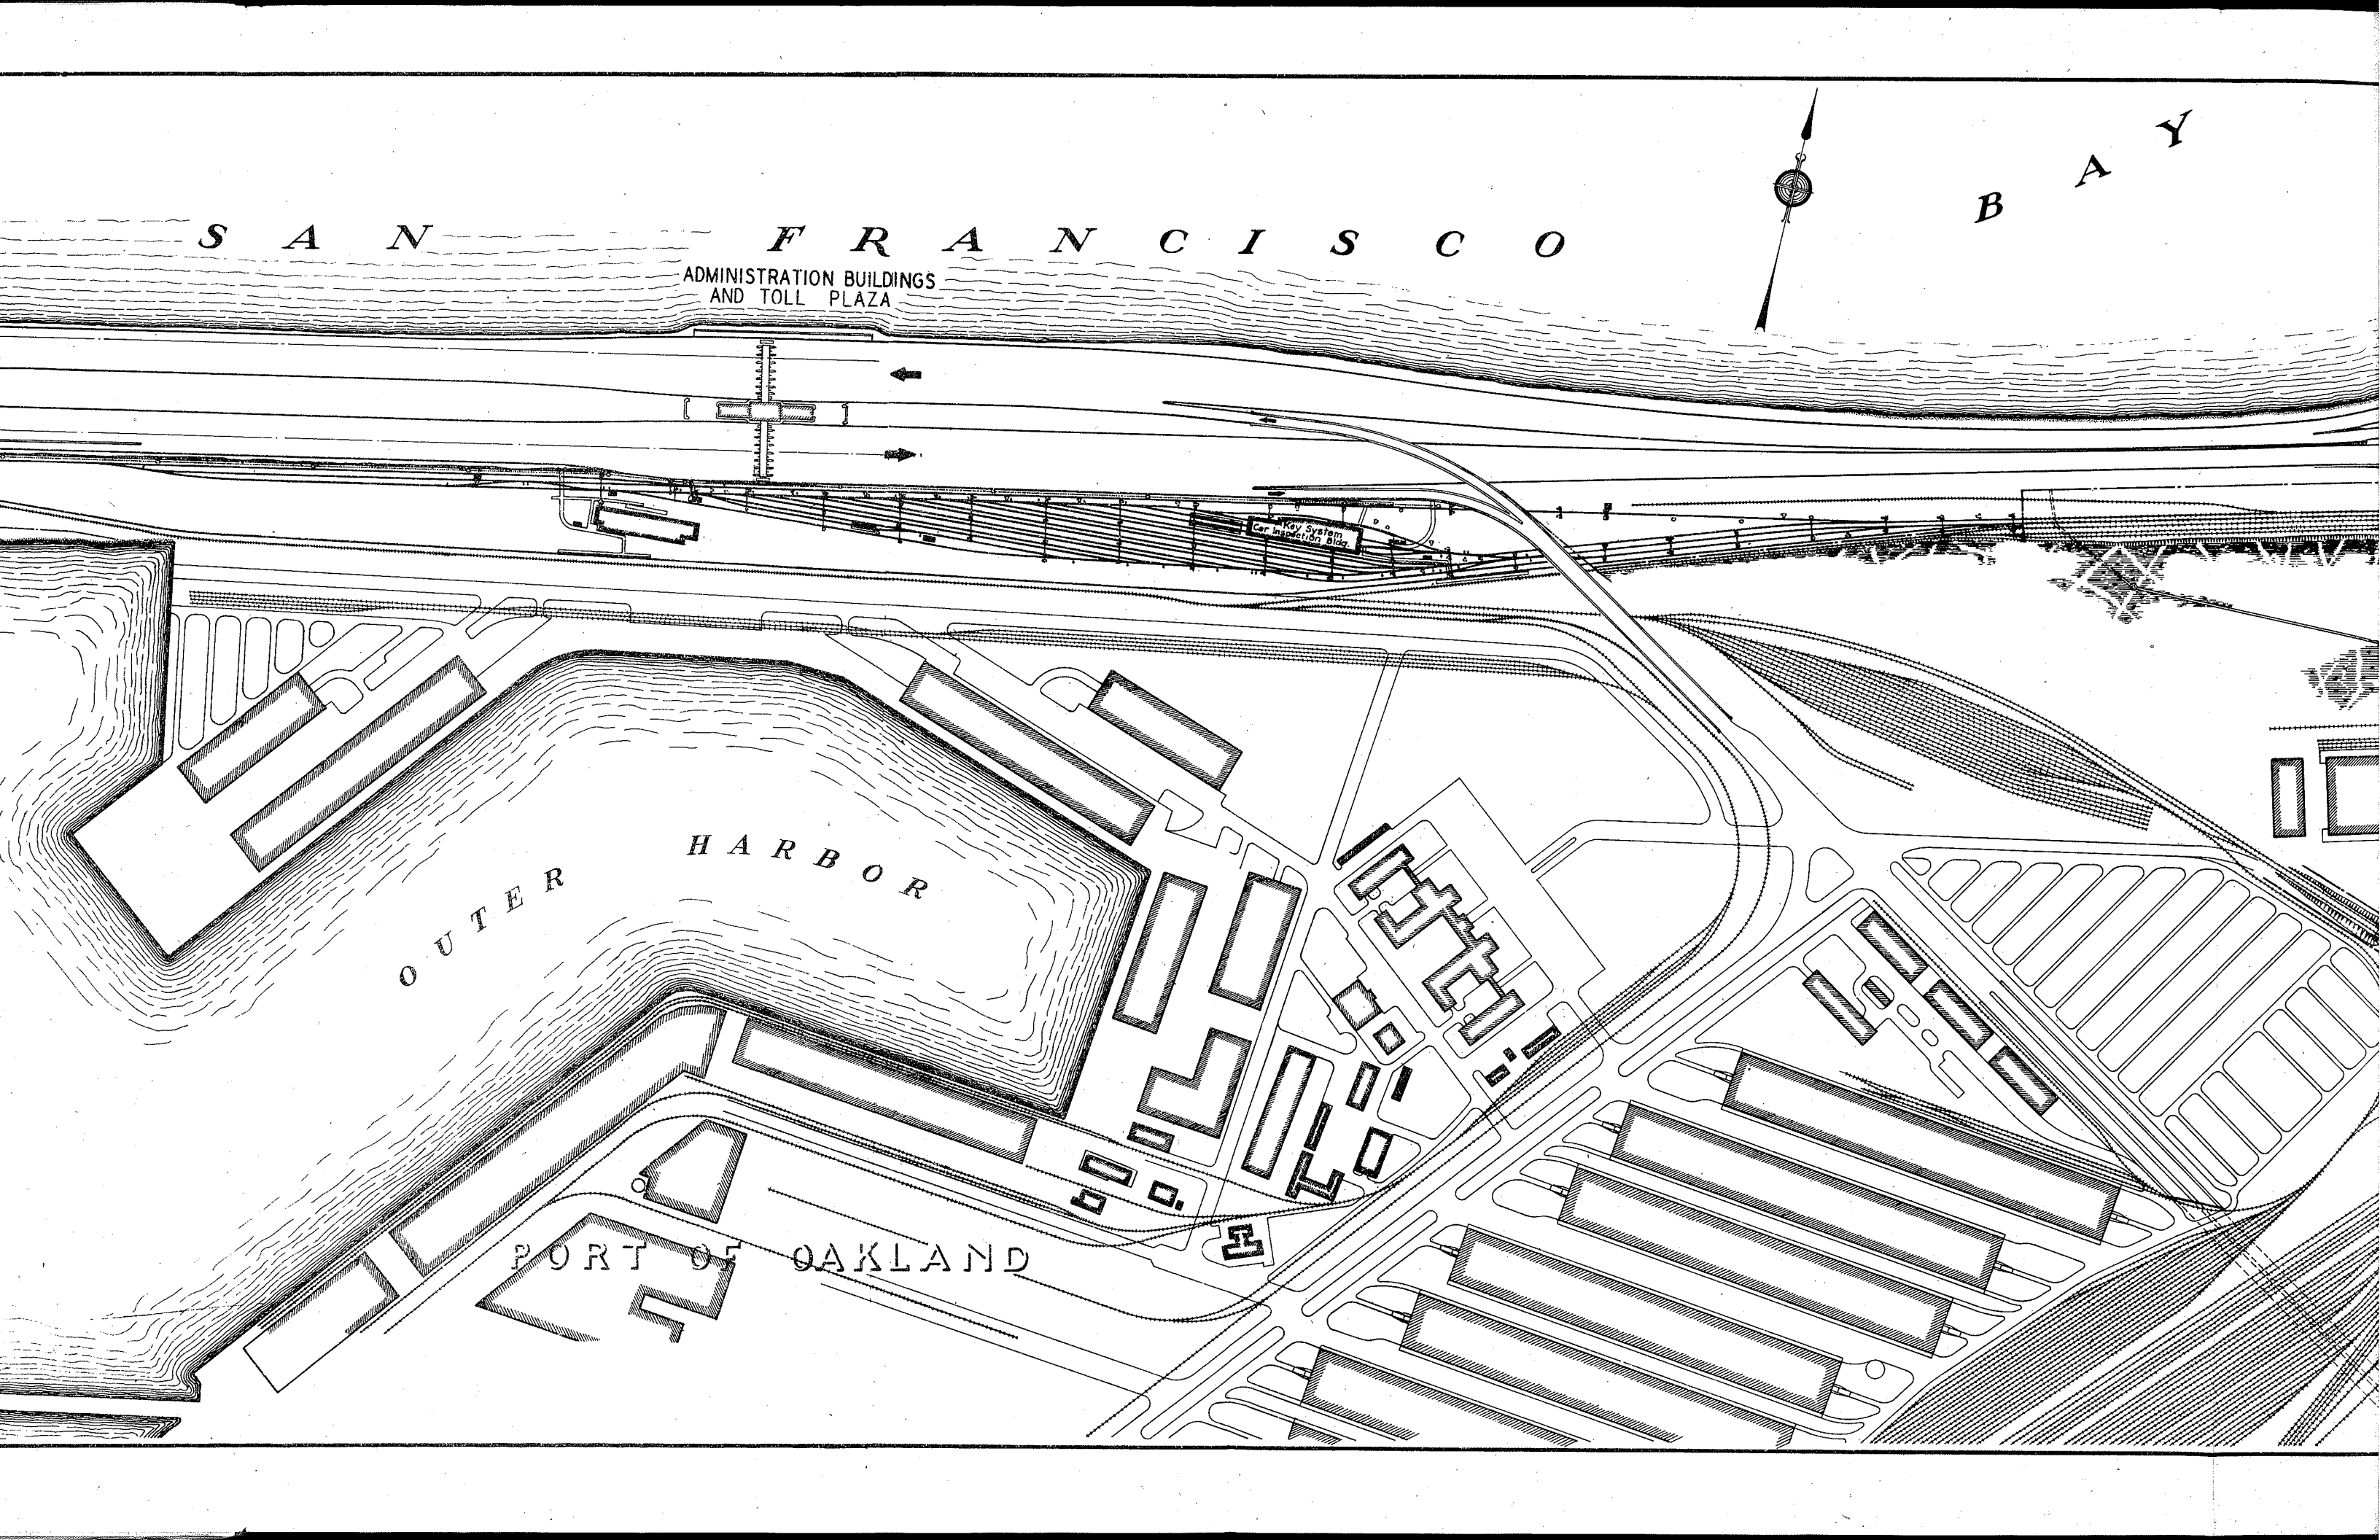 SAN FRANCISCO BAY
ADMINISTRATION BUILDINGS
AND TOLL PLAZA
Key System
Car Inspection Bldg.
OUTER HARBOR
PORT OF OAKLAND